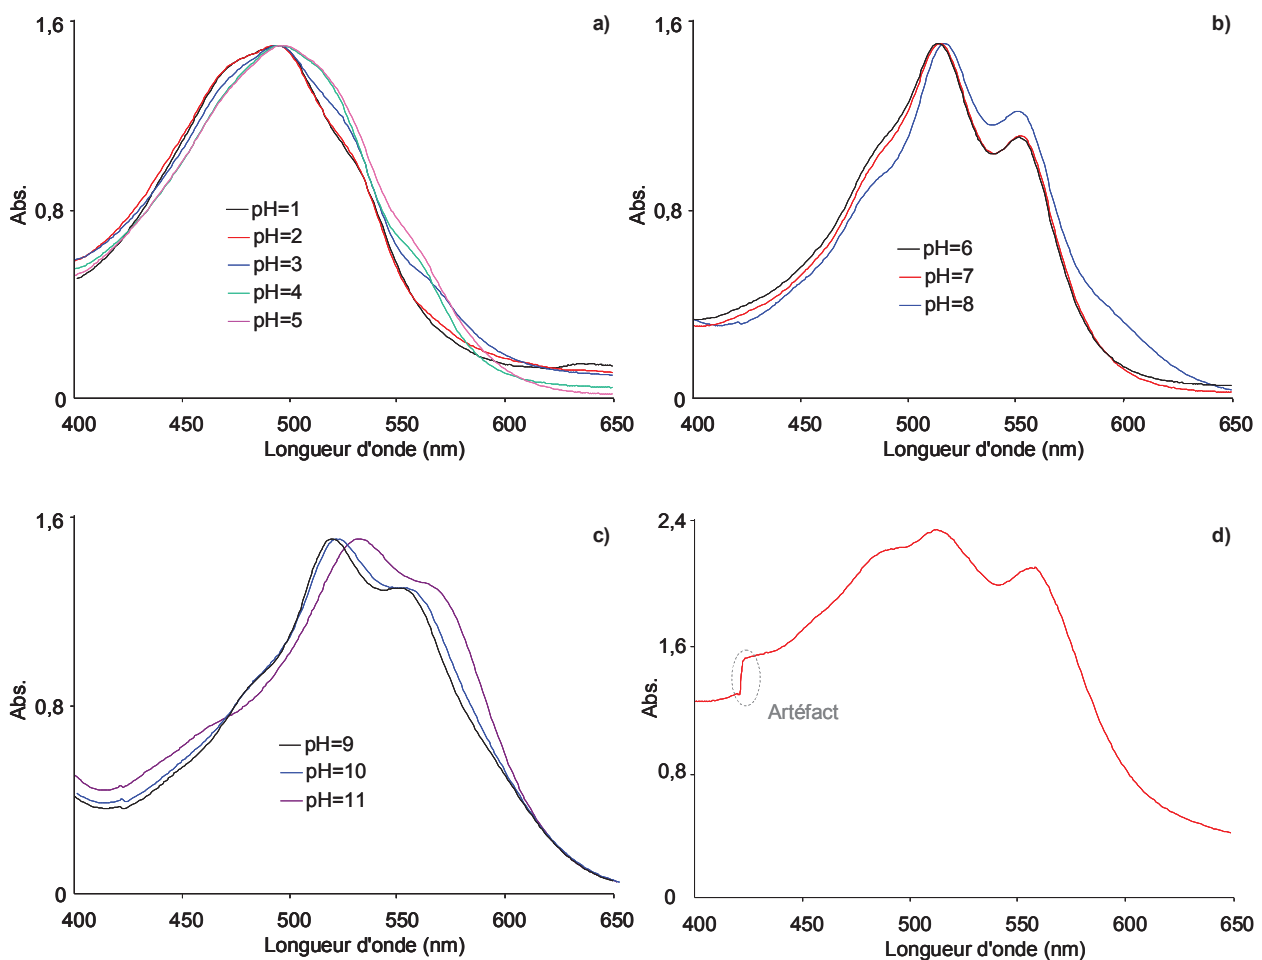 1,6
a)
Abs.
0,8
pH=1
pH=2
pH=3
pH=4
pH=5
0
400 450 500 550 600 650
Longueur d'onde (nm)
1,6
b)
Abs.
0,8
pH=6
pH=7
pH=8
0
400 450 500 550 600 650
Longueur d'onde (nm)
1,6
c)
Abs.
0,8
pH=9
pH=10
pH=11
0
400 450 500 550 600 650
Longueur d'onde (nm)
2,4
d)
1,6
Abs.
Artéfact
0,8
0
400 450 500 550 600 650
Longueur d'onde (nm)